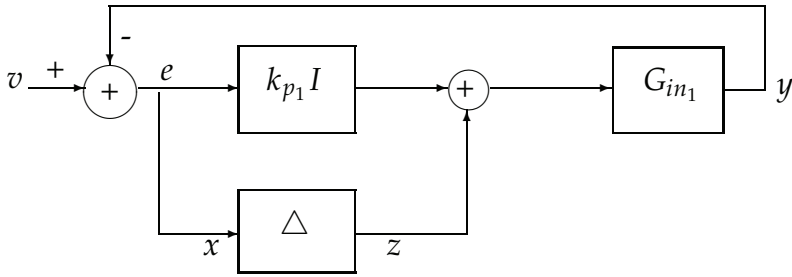 -
v + + e k_{p_1} I + G_{in_1} y
x △ z